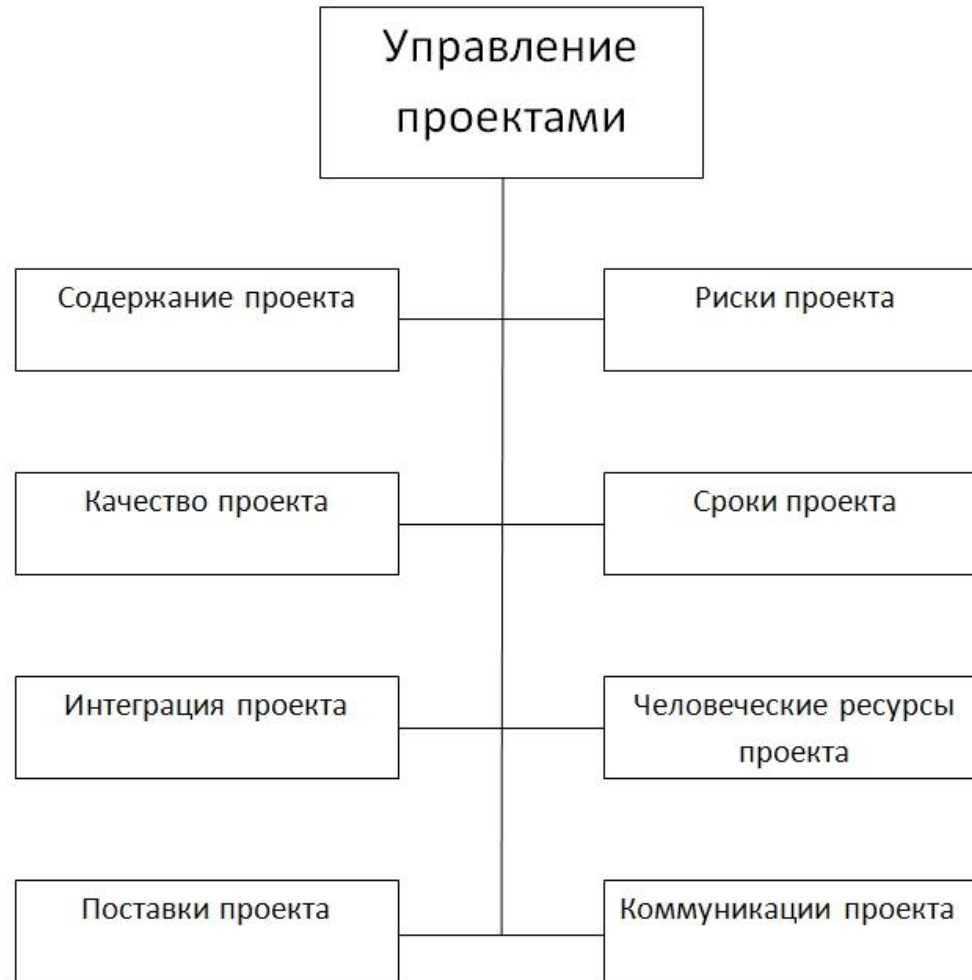 Управление
проектами
Содержание проекта
Риски проекта
Качество проекта
Сроки проекта
Интеграция проекта
Человеческие ресурсы
проекта
Поставки проекта
Коммуникации проекта